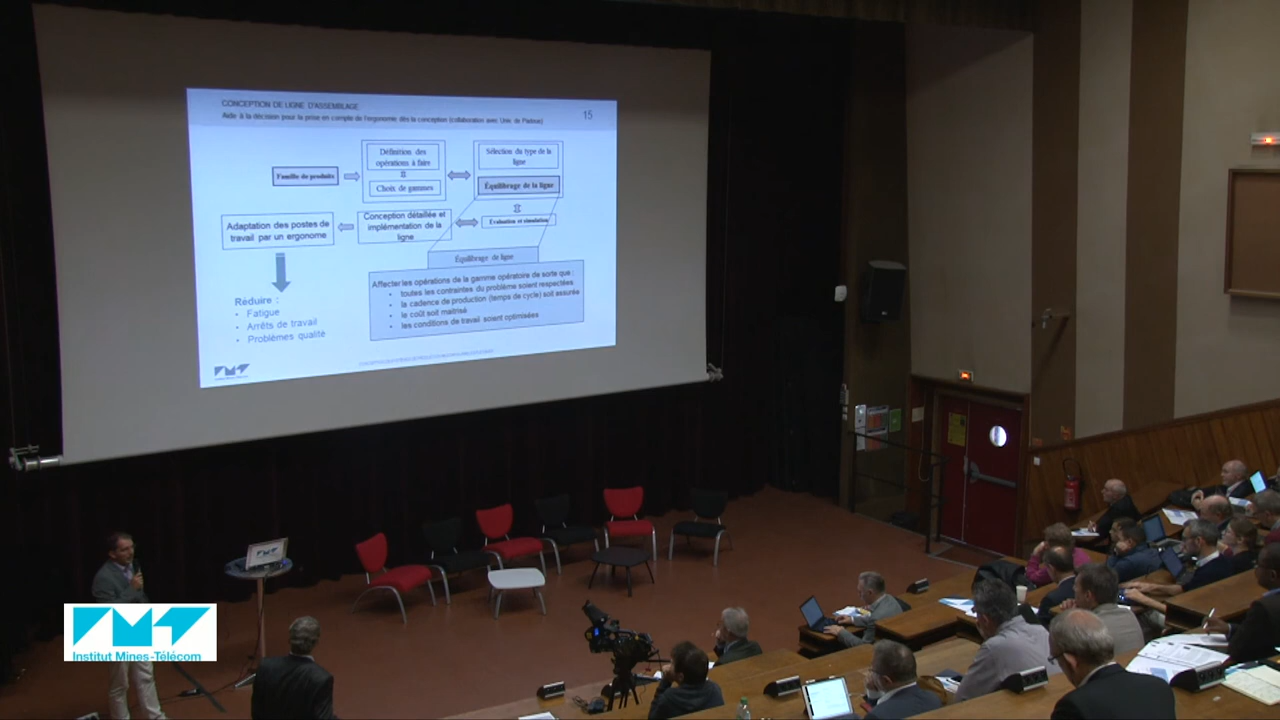 CONCEPTION DE LIGNE D'ASSEMBLAGE
Aide à la décision pour la prise en compte de l'ergonomie dès la conception (collaboration avec Univ. de Padoue)
15
Définition des
opérations à faire
Sélection du type de la
ligne
Famille de produits
Choix de gammes
Équilibrage de la ligne
Adaptation des postes de
travail par un ergonome
Conception détaillée et
implémentation de la
ligne
Evaluation et simulation
Équilibrage de ligne
Affecter les opérations de la gamme opératoire de sorte que :
• toutes les contraintes du problème soient respectées
• la cadence de production (temps de cycle) soit assurée
• le coût soit maitrisé
• les conditions de travail soient optimisées
Réduire :
• Fatigue
• Arrêts de travail
• Problèmes qualité
Institut Mines-Télécom